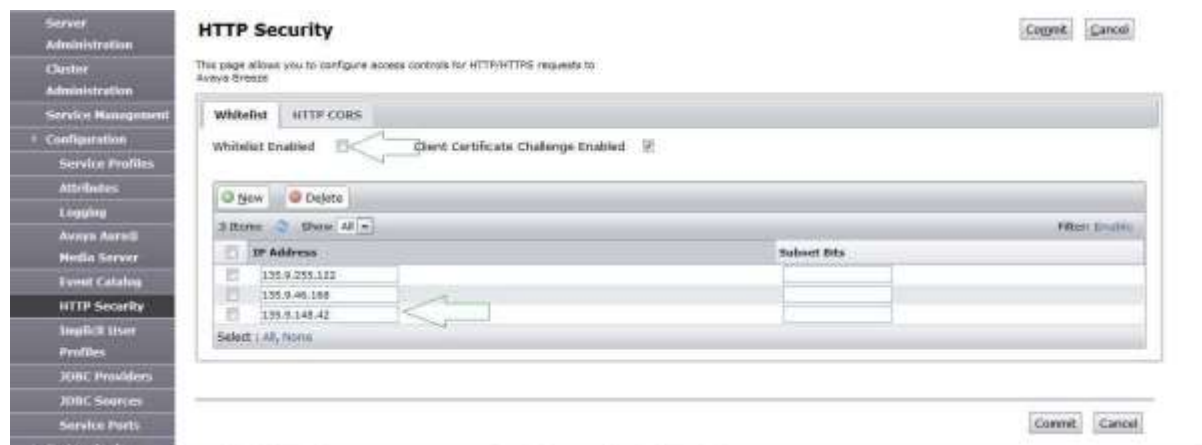 Server
Administration
Cluster
Administration
Service Management
Configuration
Service Profiles
Attributes
Logging
Avaya Aura®
Media Server
Event Catalog
HTTP Security
Implicit User
Profiles
JDBC Providers
JDBC Sources
Service Ports
HTTP Security
Commit Cancel
This page allows you to configure access controls for HTTP/HTTPS requests to
Avaya Breeze
Whitelist HTTP CORS
Whitelist Enabled Client Certificate Challenge Enabled
New Delete
3 Items Show All Filter: Enable
IP Address Subnet Bits
135.9.255.122
135.9.46.168
135.9.148.42
Select : All, None
Commit Cancel